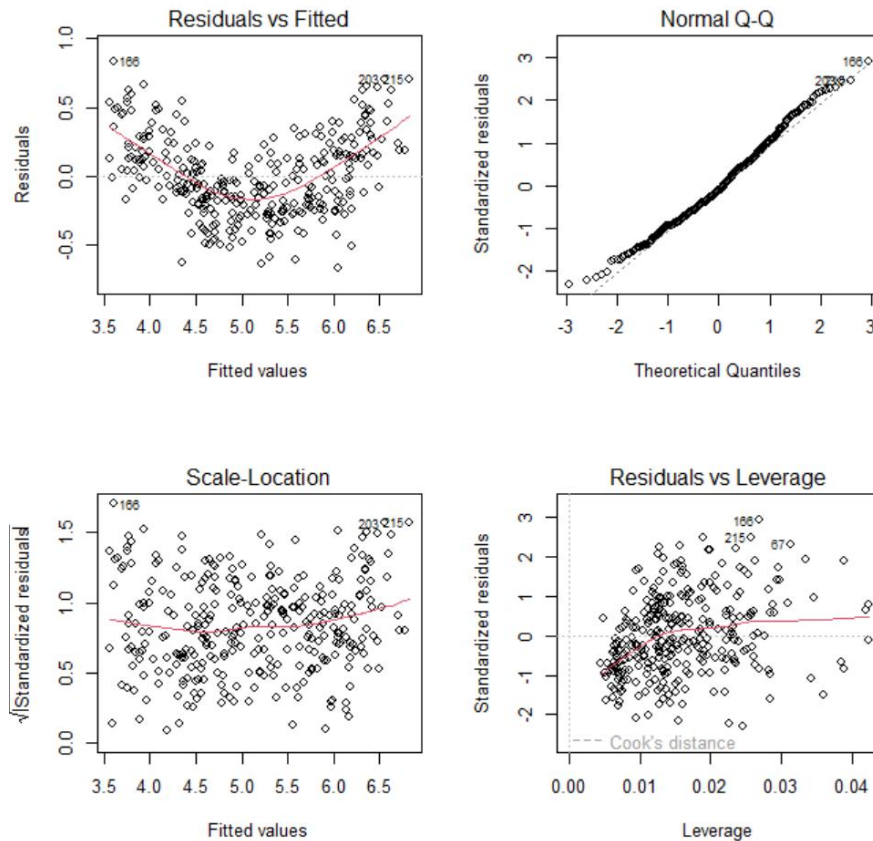 Residuals vs Fitted
Residuals
1.0
0.5
0.0
-0.5
166
203
215
3.5 4.0 4.5 5.0 5.5 6.0 6.5
Fitted values
Normal Q-Q
Standardized residuals
3
2
1
0
-1
-2
166
-3 -2 -1 0 1 2 3
Theoretical Quantiles
Scale-Location
√|Standardized residuals|
1.5
1.0
0.5
0.0
166
203
215
3.5 4.0 4.5 5.0 5.5 6.0 6.5
Fitted values
Residuals vs Leverage
Standardized residuals
3
2
1
0
-1
-2
166
215
67
Cook's distance
0.00 0.01 0.02 0.03 0.04
Leverage